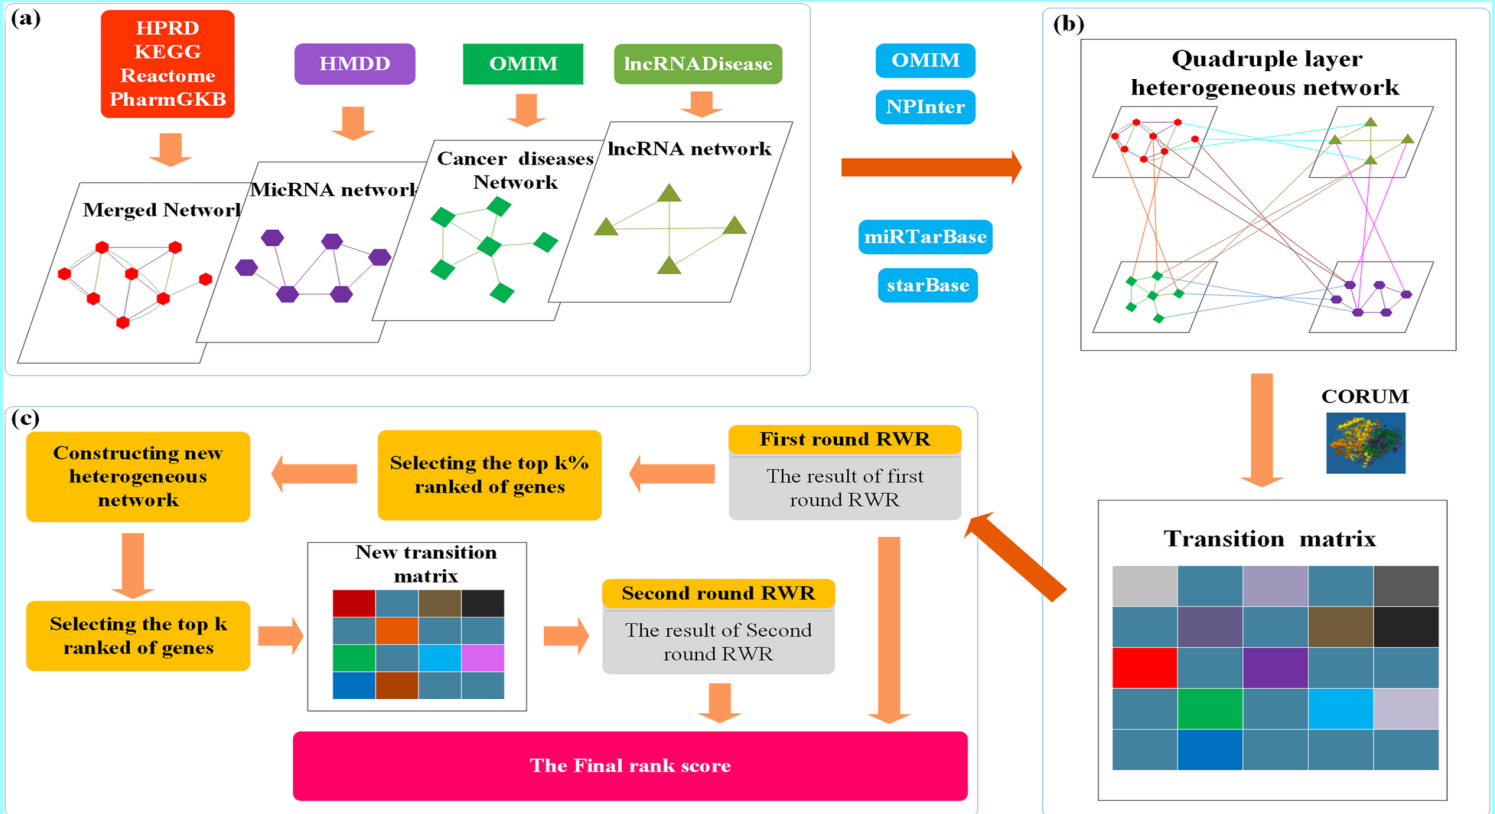 (a)
HPRD
KEGG
Reactome
PharmGKB
HMDD
OMIM
lncRNADisease
Merged Network
MicRNA network
Cancer diseases
Network
lncRNA network
OMIM
NPInter
miRTarBase
starBase
(b)
Quadruple layer
heterogeneous network
CORUM
Transition matrix
(c)
First round RWR
The result of first
round RWR
Selecting the top k%
ranked of genes
Constructing new
heterogeneous
network
Selecting the top k
ranked of genes
New transition
matrix
Second round RWR
The result of Second
round RWR
The Final rank score